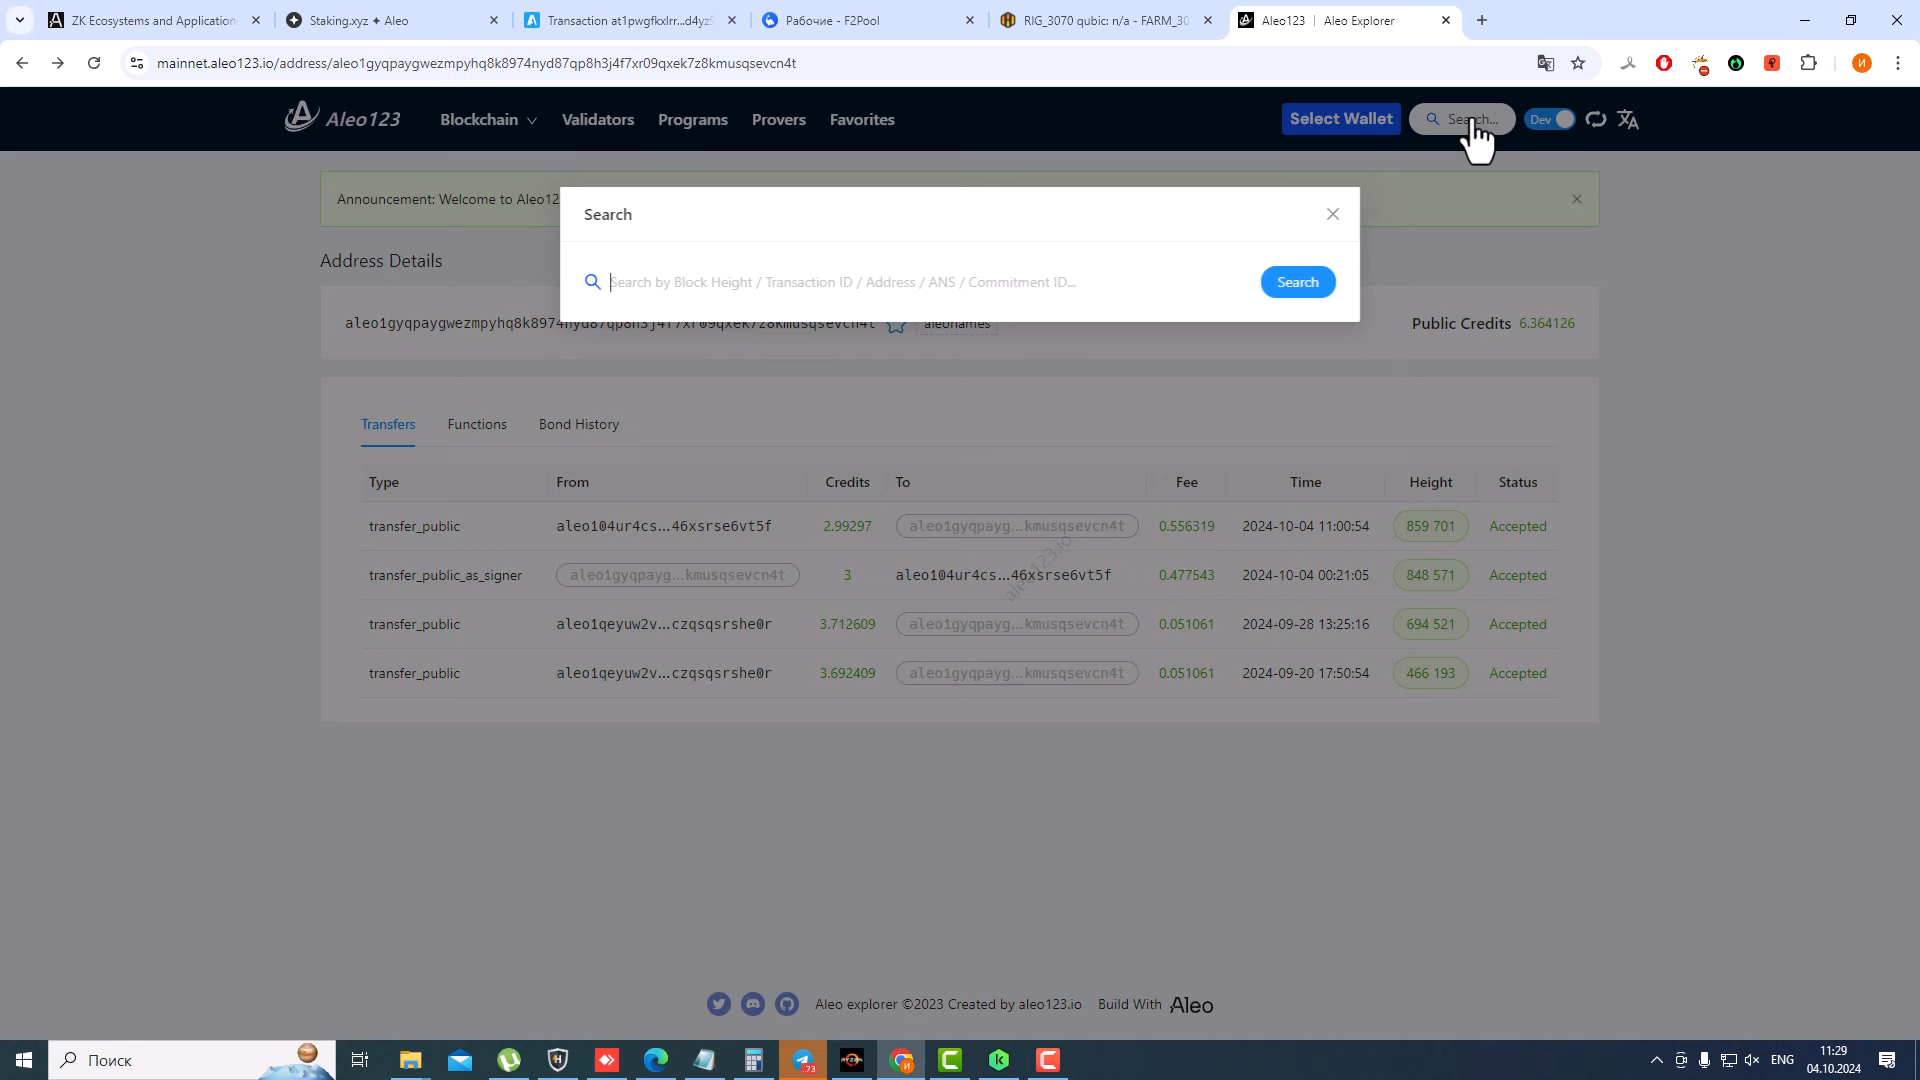 ZK Ecosystems and Application
Staking.xyz ✦ Aleo
Transaction at1pwgfkxlrr...d4yz
Рабочие - F2Pool
RIG_3070 qubic: n/a - FARM_30
Aleo123 | Aleo Explorer
mainnet.aleo123.io/address/aleo1gyqpaygwezmpyhq8k8974nyd87qp8h3j4f7xr09qxek7z8kmusqsevcn4t
Aleo123
Blockchain
Validators
Programs
Provers
Favorites
Select Wallet
Search...
Dev
Announcement: Welcome to Aleo12
Search
Search by Block Height / Transaction ID / Address / ANS / Commitment ID...
Search
Address Details
aleo1gyqpaygwezmpyhq8k8974nyd87qp8h3j4f7xr09qxek7z8kmusqsevcn4t
aleonames
Public Credits 6.364126
Transfers Functions Bond History
Type From Credits To Fee Time Height Status
transfer_public aleo104ur4cs...46xsrse6vt5f 2.99297 aleo1gyqpayg...kmusqsevcn4t 0.556319 2024-10-04 11:00:54 859 701 Accepted
transfer_public_as_signer aleo1gyqpayg...kmusqsevcn4t 3 aleo104ur4cs...46xsrse6vt5f 0.477543 2024-10-04 00:21:05 848 571 Accepted
transfer_public aleo1qeyuw2v...czqsqsrshe0r 3.712609 aleo1gyqpayg...kmusqsevcn4t 0.051061 2024-09-28 13:25:16 694 521 Accepted
transfer_public aleo1qeyuw2v...czqsqsrshe0r 3.692409 aleo1gyqpayg...kmusqsevcn4t 0.051061 2024-09-20 17:50:54 466 193 Accepted
aleo123.io
Aleo explorer ©2023 Created by aleo123.io Build With Aleo
Поиск
73
RYZEN
ENG
11:29
04.10.2024